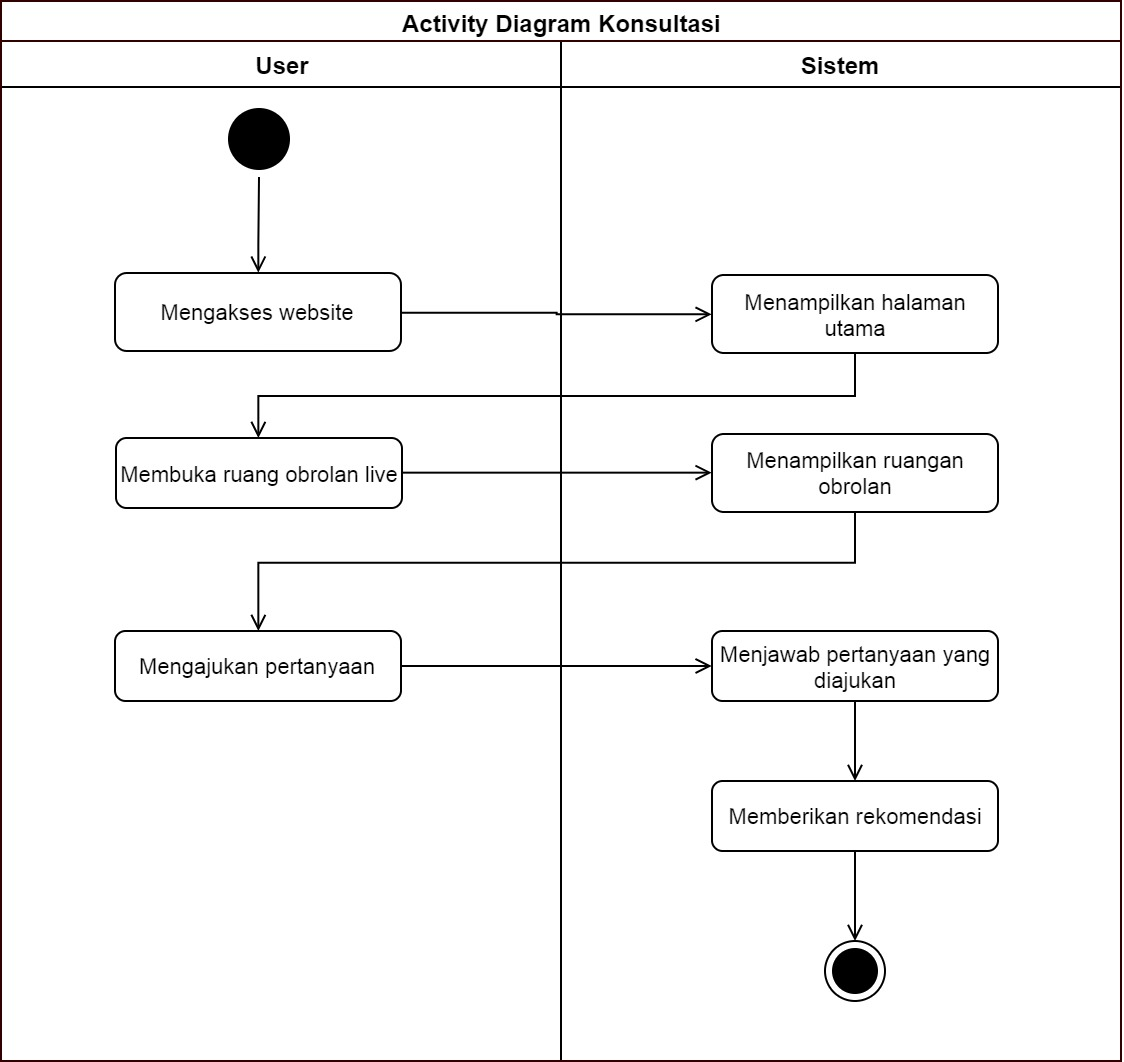 Activity Diagram Konsultasi
User
Sistem
Mengakses website
Menampilkan halaman
utama
Membuka ruang obrolan live
Menampilkan ruangan
obrolan
Mengajukan pertanyaan
Menjawab pertanyaan yang
diajukan
Memberikan rekomendasi